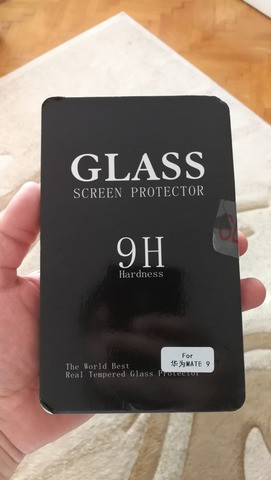 GLASS
SCREEN PROTECTOR
9H
Hardness
For
华为MATE 9
The World Best
Real Tempered Glass Protector